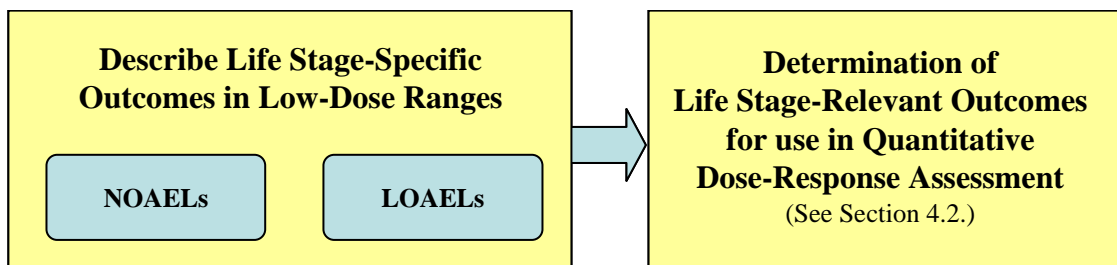 Describe Life Stage-Specific
Outcomes in Low-Dose Ranges
NOAELs
LOAELs
Determination of
Life Stage-Relevant Outcomes
for use in Quantitative
Dose-Response Assessment
(See Section 4.2.)